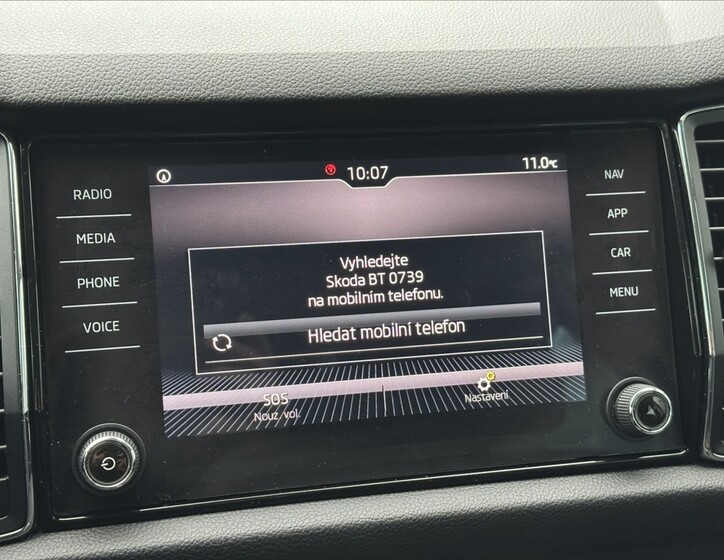 RADIO
MEDIA
PHONE
VOICE
10:07
11.0°C
Vyhledejte
Skoda BT 0739
na mobilním telefonu.
Hledat mobilní telefon
SOS
Nouz. vol.
Nastavení
NAV
APP
CAR
MENU